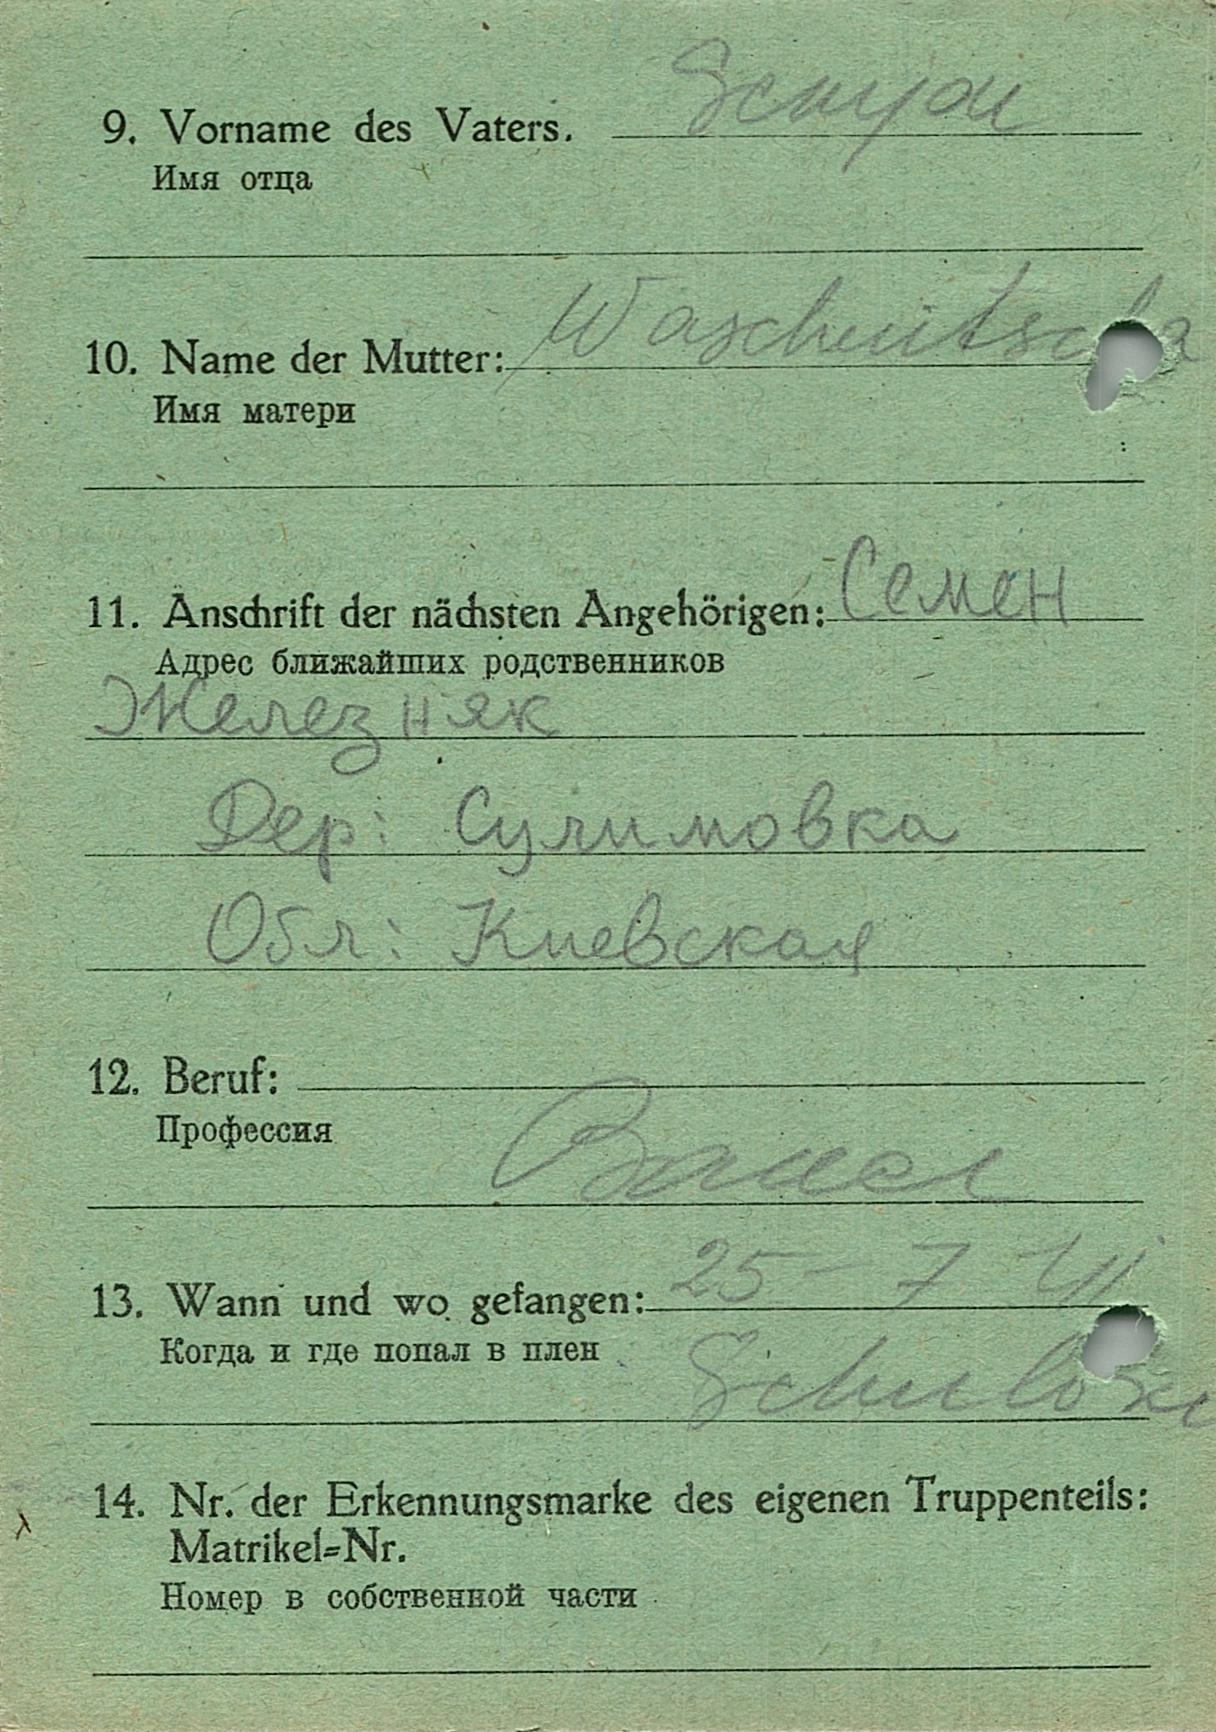 9. Vorname des Vaters.
Имя отца
10. Name der Mutter: Waschnitscha
Имя матери
11. Anschrift der nächsten Angehörigen: Семен
Адрес ближайших родственников
Железняк
Дер: Сулимовка
Обл: Киевская
12. Beruf:
Профессия
Bauer
13. Wann und wo gefangen: 25 - 7 41
Когда и где попал в плен
14. Nr. der Erkennungsmarke des eigenen Truppenteils:
Matrikel-Nr.
Номер в собственной части